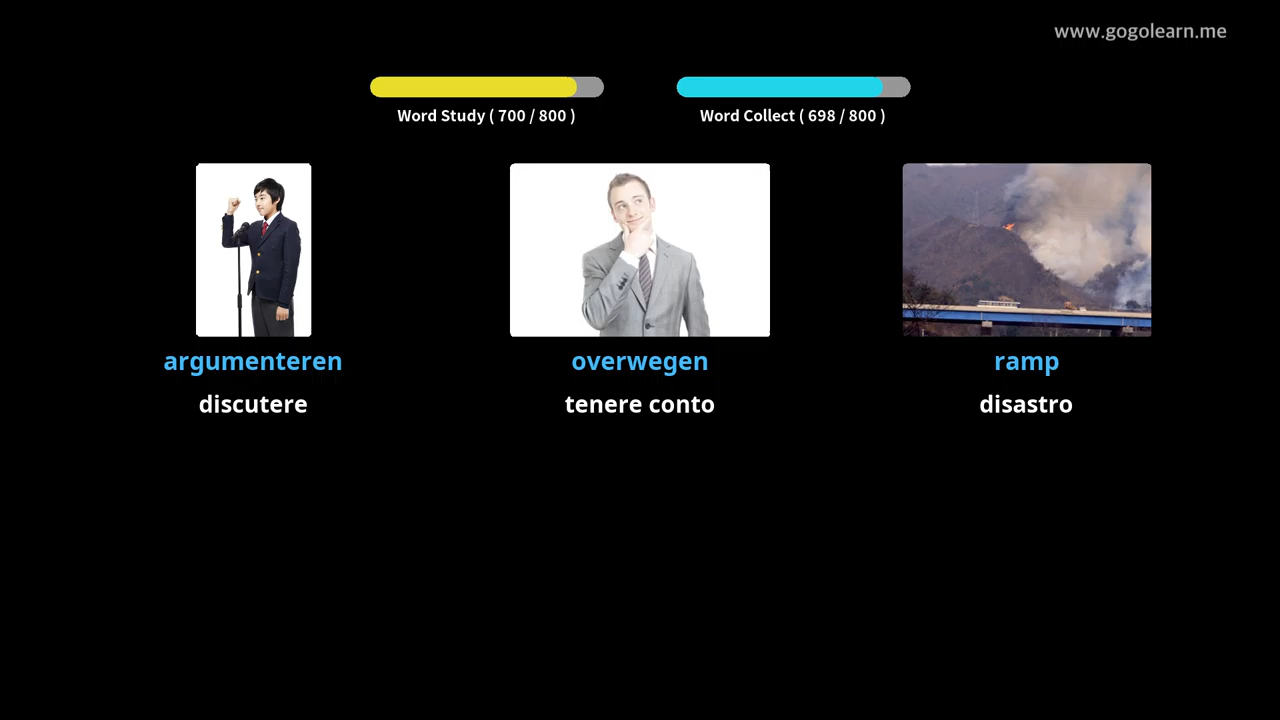 www.gogolearn.me
Word Study ( 700 / 800 )
Word Collect ( 698 / 800 )
argumenteren
overwegen
ramp
discutere
tenere conto
disastro